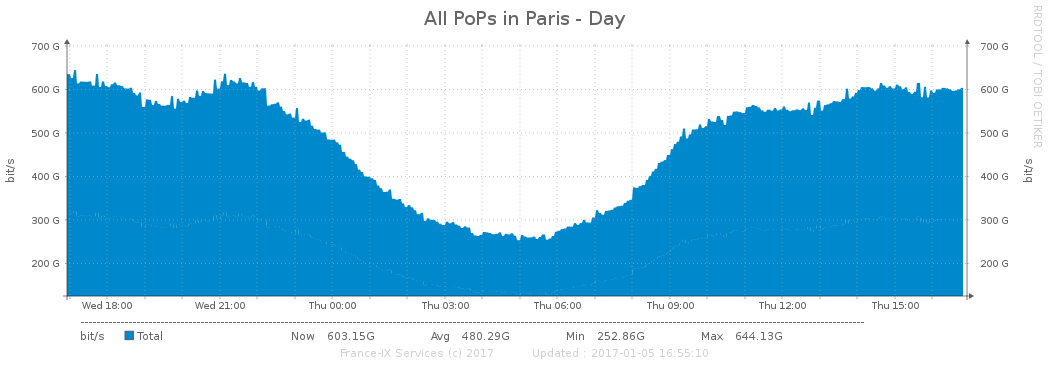 All PoPs in Paris - Day
RRDTOOL / TOBI OETIKER
700 G 700 G
600 G 600 G
500 G 500 G
400 G 400 G
300 G 300 G
200 G 200 G
bit/s bit/s
Wed 18:00 Wed 21:00 Thu 00:00 Thu 03:00 Thu 06:00 Thu 09:00 Thu 12:00 Thu 15:00
bit/s Total Now 603.15G Avg 480.29G Min 252.86G Max 644.13G
France-IX Services (c) 2017 Updated : 2017-01-05 16:55:10